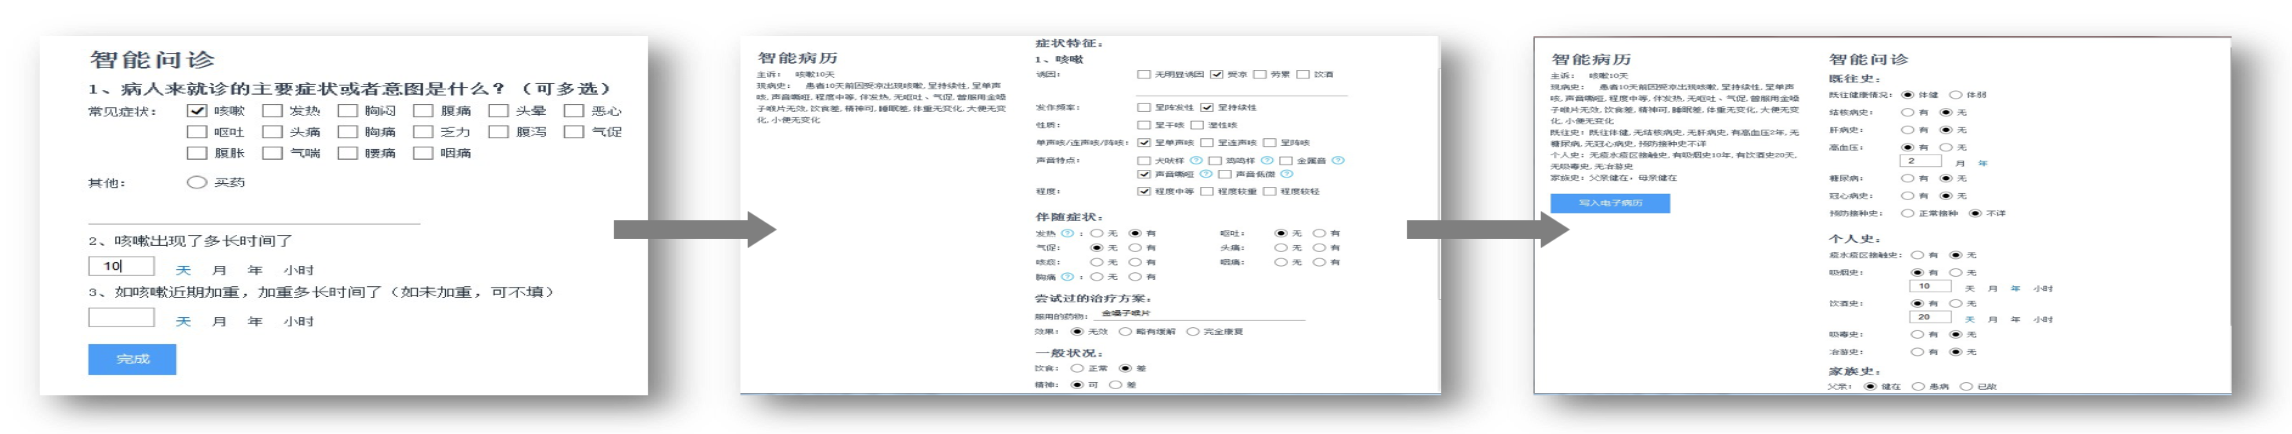 智能问诊
1、病人来就诊的主要症状或者意图是什么？（可多选）
常见症状： 咳嗽 发热 胸闷 腹痛 头晕 恶心
呕吐 头痛 胸痛 乏力 腹泻 气促
腹胀 气喘 腰痛 咽痛
其他： 买药
2、咳嗽出现了多长时间了
10 天 月 年 小时
3、如咳嗽近期加重，加重多长时间了（如未加重，可不填）
天 月 年 小时
完成
智能病历
主诉： 咳嗽10天
现病史： 患者10天前因受凉出现咳嗽,呈持续性,呈单声
咳,声音嘶哑,程度中等,伴发热,无呕吐、气促,曾服用金嗓
子喉片无效,饮食差,精神可,睡眠差,体重无变化,大便无变
化,小便无变化
症状特征：
1、咳嗽
诱因： 无明显诱因 受凉 劳累 饮酒
发作频率： 呈阵发性 呈持续性
性质： 呈干咳 湿性咳
单声咳/连声咳/阵咳： 呈单声咳 呈连声咳 呈阵咳
声音特点： 犬吠样 ? 鸡鸣样 ? 金属音 ?
声音嘶哑 ? 声音低微 ?
程度： 程度中等 程度较重 程度较轻
伴随症状：
发热 ?： 无 有 呕吐： 无 有
气促： 无 有 头痛： 无 有
咳痰： 无 有 咽痛： 无 有
胸痛 ?： 无 有
尝试过的治疗方案：
服用的药物： 金嗓子喉片
效果： 无效 略有缓解 完全康复
一般状况：
饮食： 正常 差
精神： 可 差
智能病历
主诉： 咳嗽10天
现病史： 患者10天前因受凉出现咳嗽,呈持续性,呈单声
咳,声音嘶哑,程度中等,伴发热,无呕吐、气促,曾服用金嗓
子喉片无效,饮食差,精神可,睡眠差,体重无变化,大便无变
化,小便无变化
既往史：既往体健,无结核病史,无肝病史,有高血压2年,无
糖尿病,无冠心病史,预防接种史不详
个人史：无疫水疫区接触史,有吸烟史10年,有饮酒史20天,
无吸毒史,无冶游史
家族史：父亲健在，母亲健在
写入电子病历
智能问诊
既往史：
既往健康情况： 体健 体弱
结核病史： 有 无
肝病史： 有 无
高血压： 有 无
2 月 年
糖尿病： 有 无
冠心病史： 有 无
预防接种史： 正常接种 不详
个人史：
疫水疫区接触史： 有 无
吸烟史： 有 无
10 天 月 年 小时
饮酒史： 有 无
20 天 月 年 小时
吸毒史： 有 无
冶游史： 有 无
家族史：
父亲： 健在 患病 已故